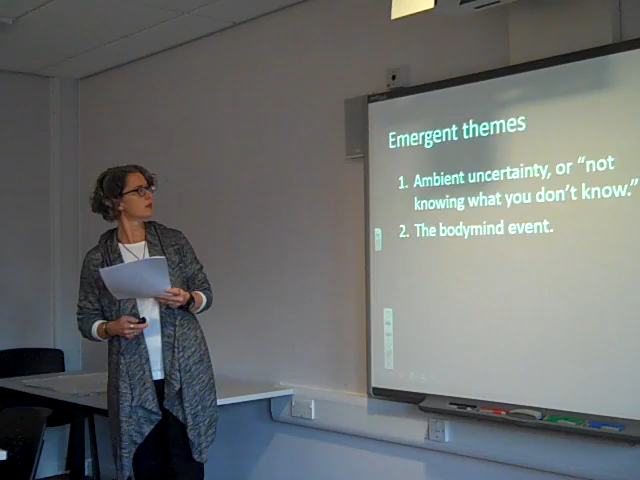 Emergent themes
1. Ambient uncertainty, or “not
knowing what you don’t know.”
2. The bodymind event.